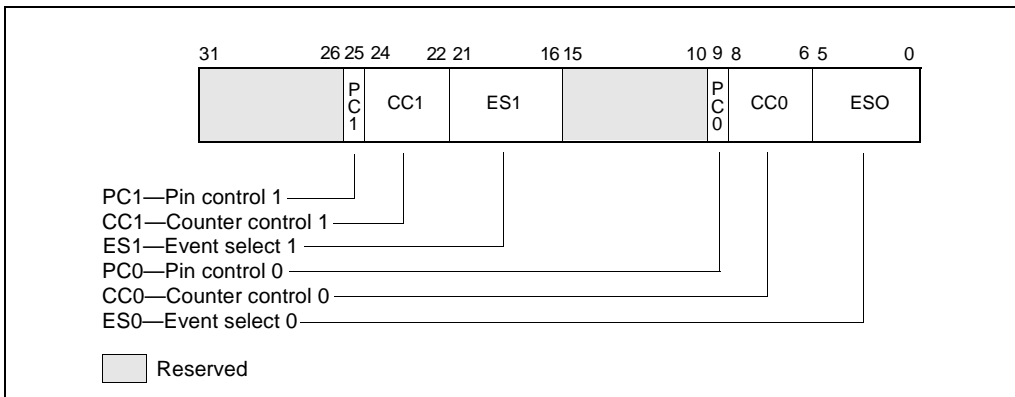 31 26 25 24 22 21 16 15 10 9 8 6 5 0
PC1 CC1 ES1 PC0 CC0 ESO
PC1—Pin control 1
CC1—Counter control 1
ES1—Event select 1
PC0—Pin control 0
CC0—Counter control 0
ES0—Event select 0
Reserved